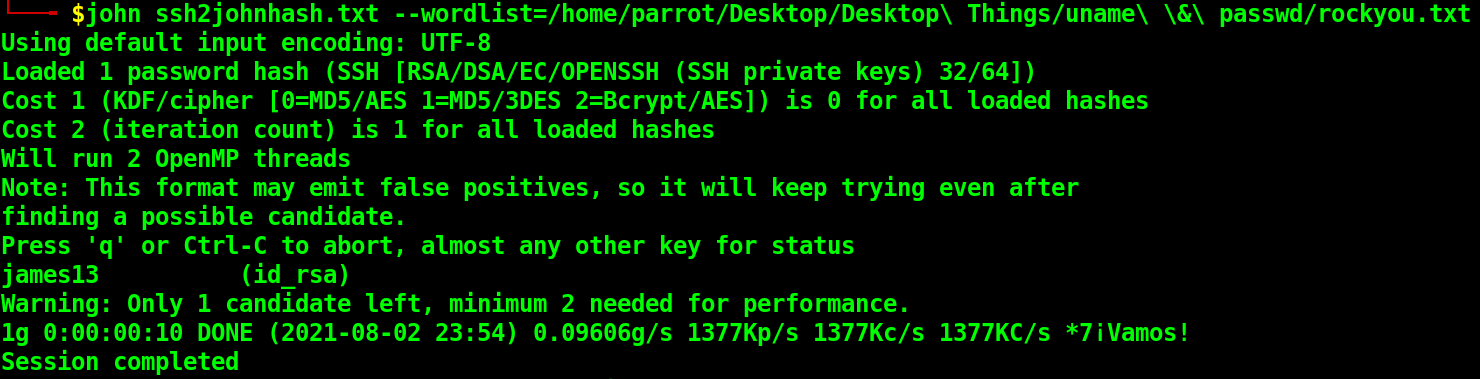 $john ssh2johnhash.txt --wordlist=/home/parrot/Desktop/Desktop\ Things/uname\ \&\ passwd/rockyou.txt
Using default input encoding: UTF-8
Loaded 1 password hash (SSH [RSA/DSA/EC/OPENSSH (SSH private keys) 32/64])
Cost 1 (KDF/cipher [0=MD5/AES 1=MD5/3DES 2=Bcrypt/AES]) is 0 for all loaded hashes
Cost 2 (iteration count) is 1 for all loaded hashes
Will run 2 OpenMP threads
Note: This format may emit false positives, so it will keep trying even after
finding a possible candidate.
Press 'q' or Ctrl-C to abort, almost any other key for status
james13          (id_rsa)
Warning: Only 1 candidate left, minimum 2 needed for performance.
1g 0:00:00:10 DONE (2021-08-02 23:54) 0.09606g/s 1377Kp/s 1377Kc/s 1377KC/s *7¡Vamos!
Session completed